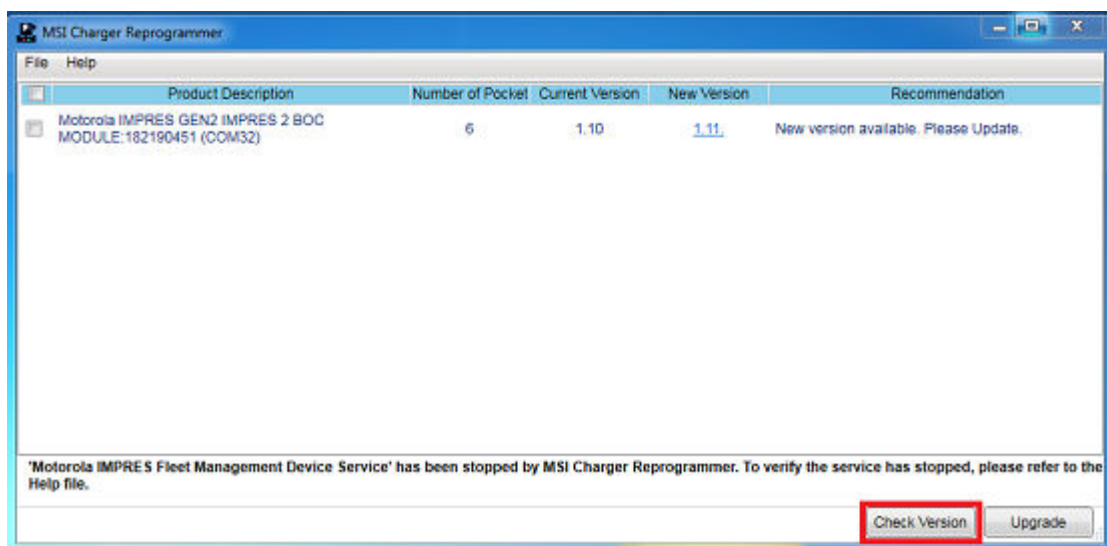 MSI Charger Reprogrammer
File Help
Product Description Number of Pocket Current Version New Version Recommendation
Motorola IMPRES GEN2 IMPRES 2 BOC
MODULE:182190451 (COM32) 6 1.10 1.11. New version available. Please Update.
'Motorola IMPRES Fleet Management Device Service' has been stopped by MSI Charger Reprogrammer. To verify the service has stopped, please refer to the
Help file.
Check Version Upgrade